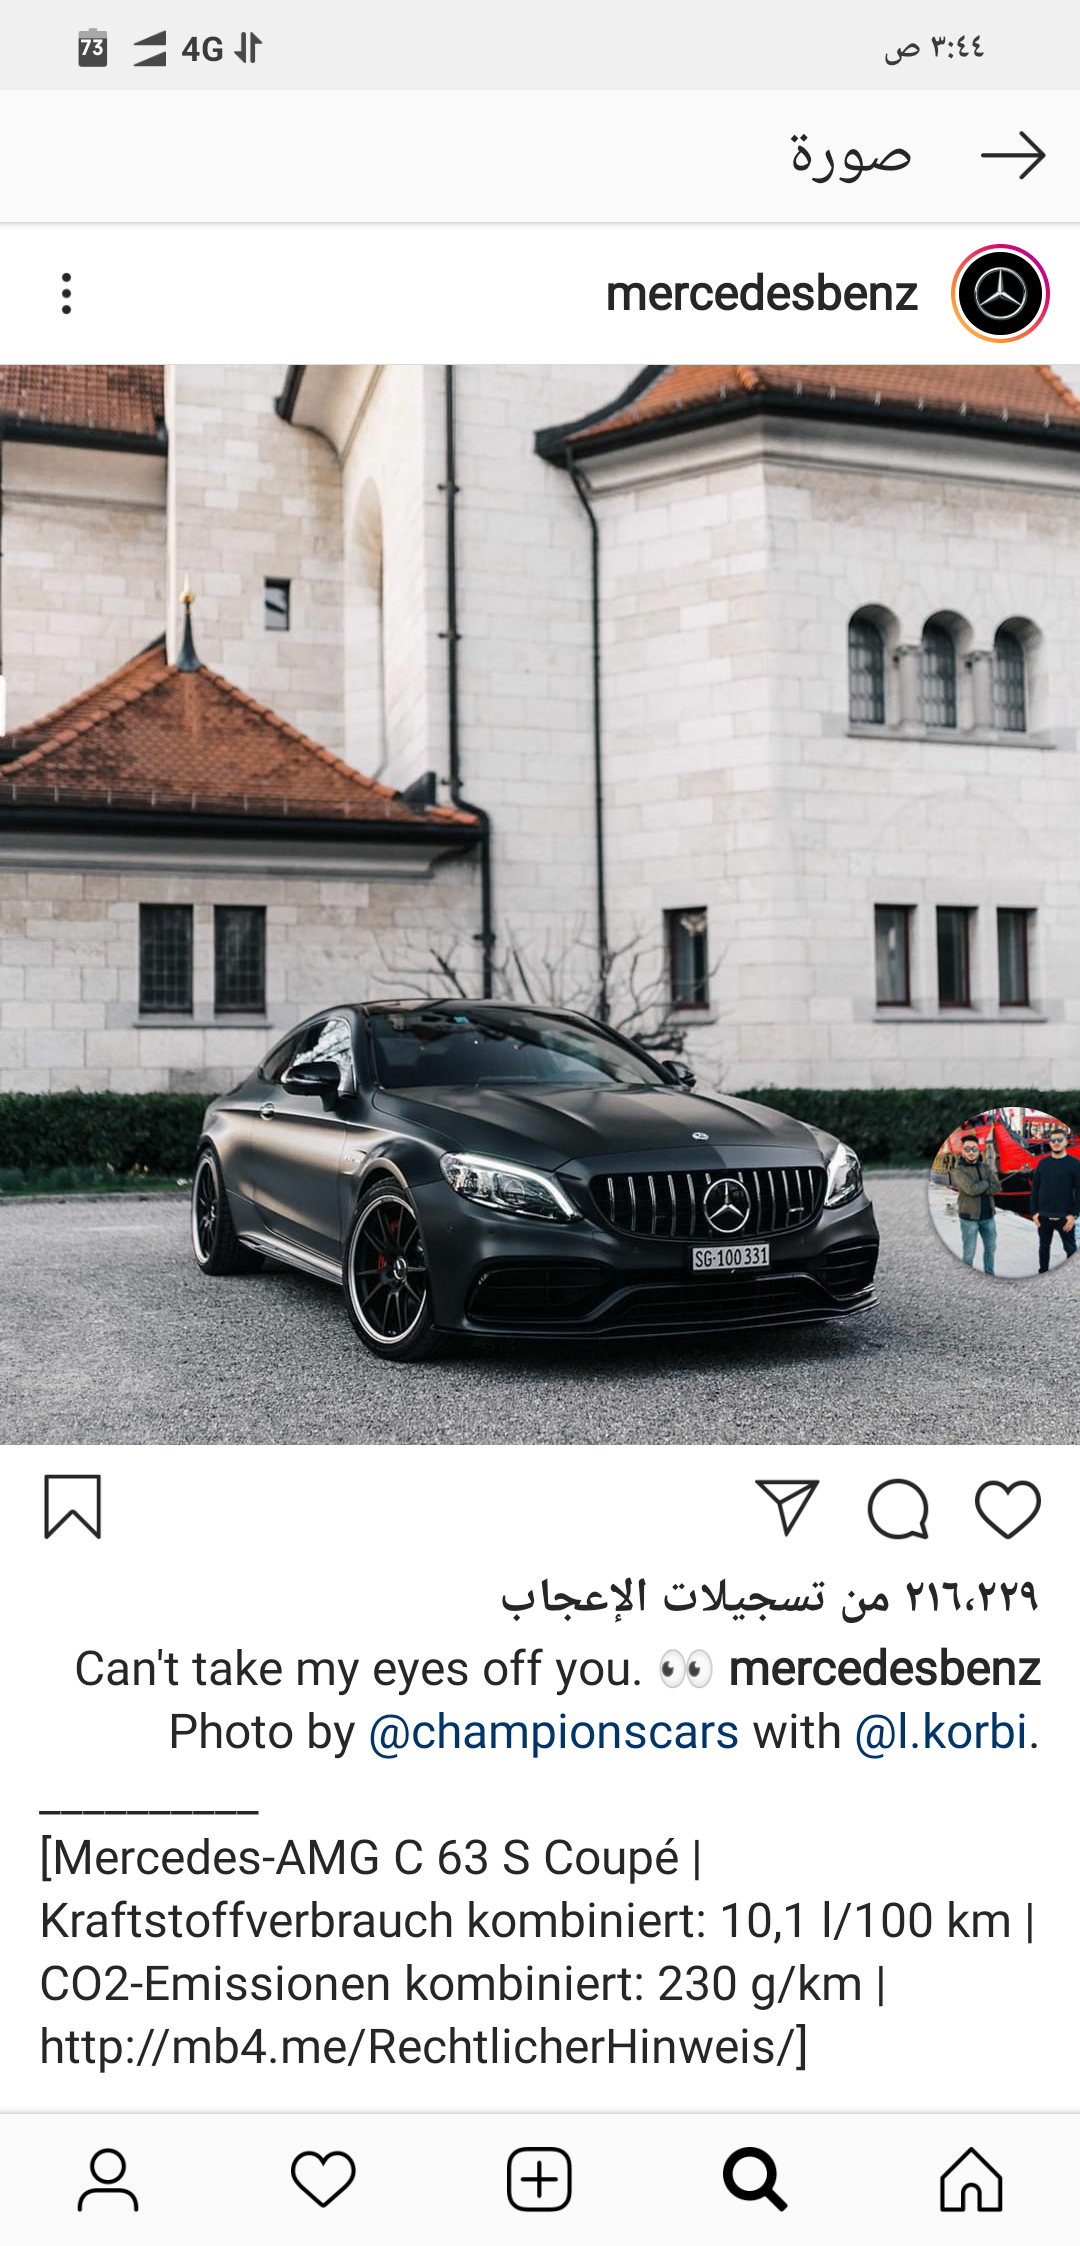 ٣:٤٤ ص
4G
73
صورة
mercedesbenz
SG·100331
٢١٦،٢٢٩ من تسجيلات الإعجاب
mercedesbenz Can't take my eyes off you. 👀
Photo by @championscars with @l.korbi.
__________
[Mercedes-AMG C 63 S Coupé |
Kraftstoffverbrauch kombiniert: 10,1 l/100 km |
CO2-Emissionen kombiniert: 230 g/km |
http://mb4.me/RechtlicherHinweis/]